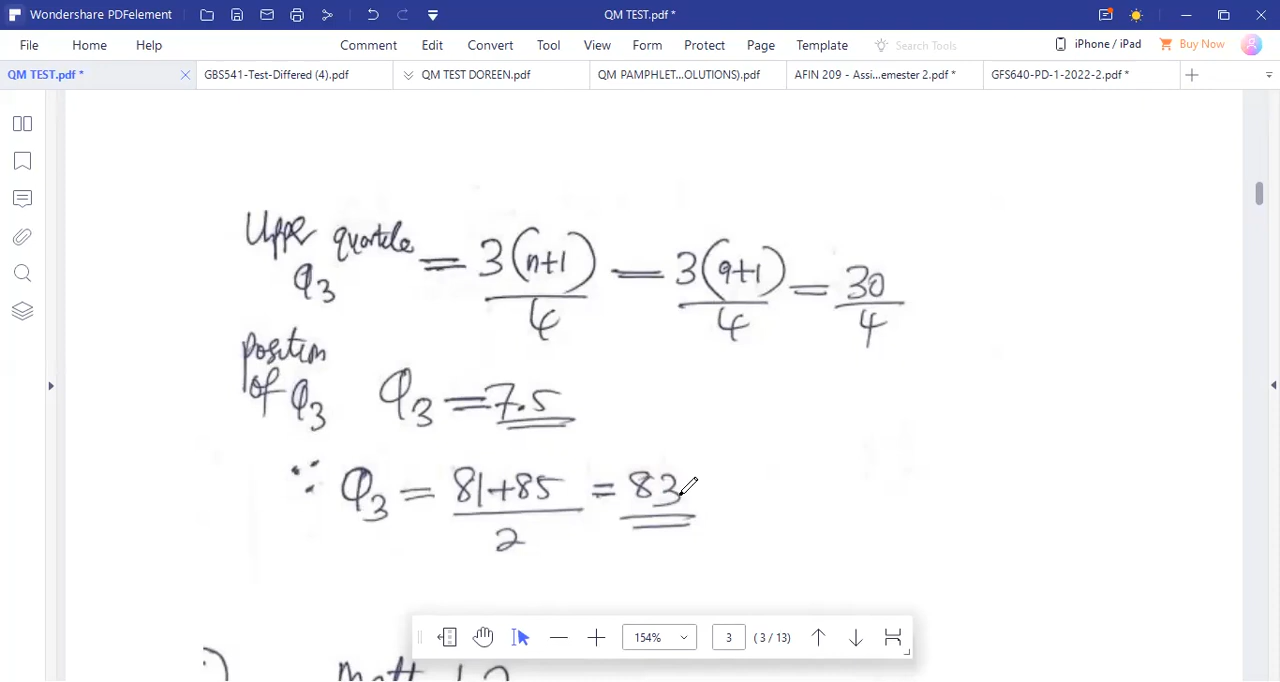 Wondershare PDFelement
QM TEST.pdf *
File Home Help Comment Edit Convert Tool View Form Protect Page Template Search Tools iPhone / iPad Buy Now
QM TEST.pdf * GBS541-Test-Differed (4).pdf QM TEST DOREEN.pdf QM PAMPHLET...OLUTIONS).pdf AFIN 209 - Assi...emester 2.pdf * GFS640-PD-1-2022-2.pdf *
Upper quartile Q3 = 3(n+1)/4 = 3(9+1)/4 = 30/4
Position of Q3 Q3 = 7.5
∵ Q3 = 81+85/2 = 83
154% 3 (3 / 13)